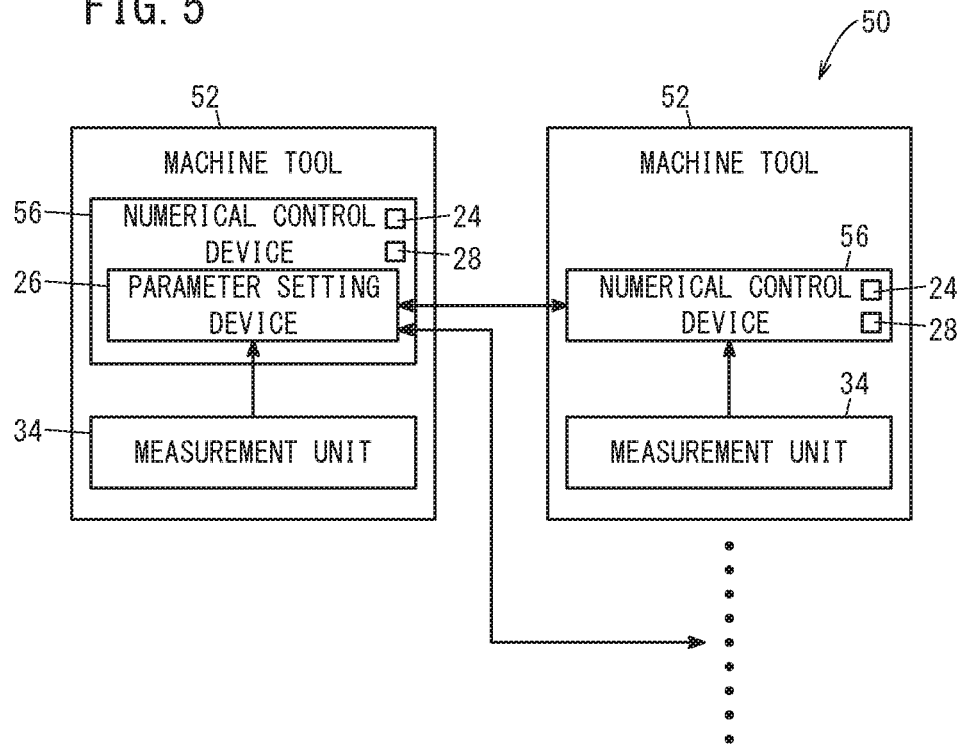 FIG. 5
50
52
52
MACHINE TOOL
MACHINE TOOL
56
NUMERICAL CONTROL
DEVICE
24
28
26
PARAMETER SETTING
DEVICE
56
NUMERICAL CONTROL
DEVICE
24
28
34
MEASUREMENT UNIT
34
MEASUREMENT UNIT